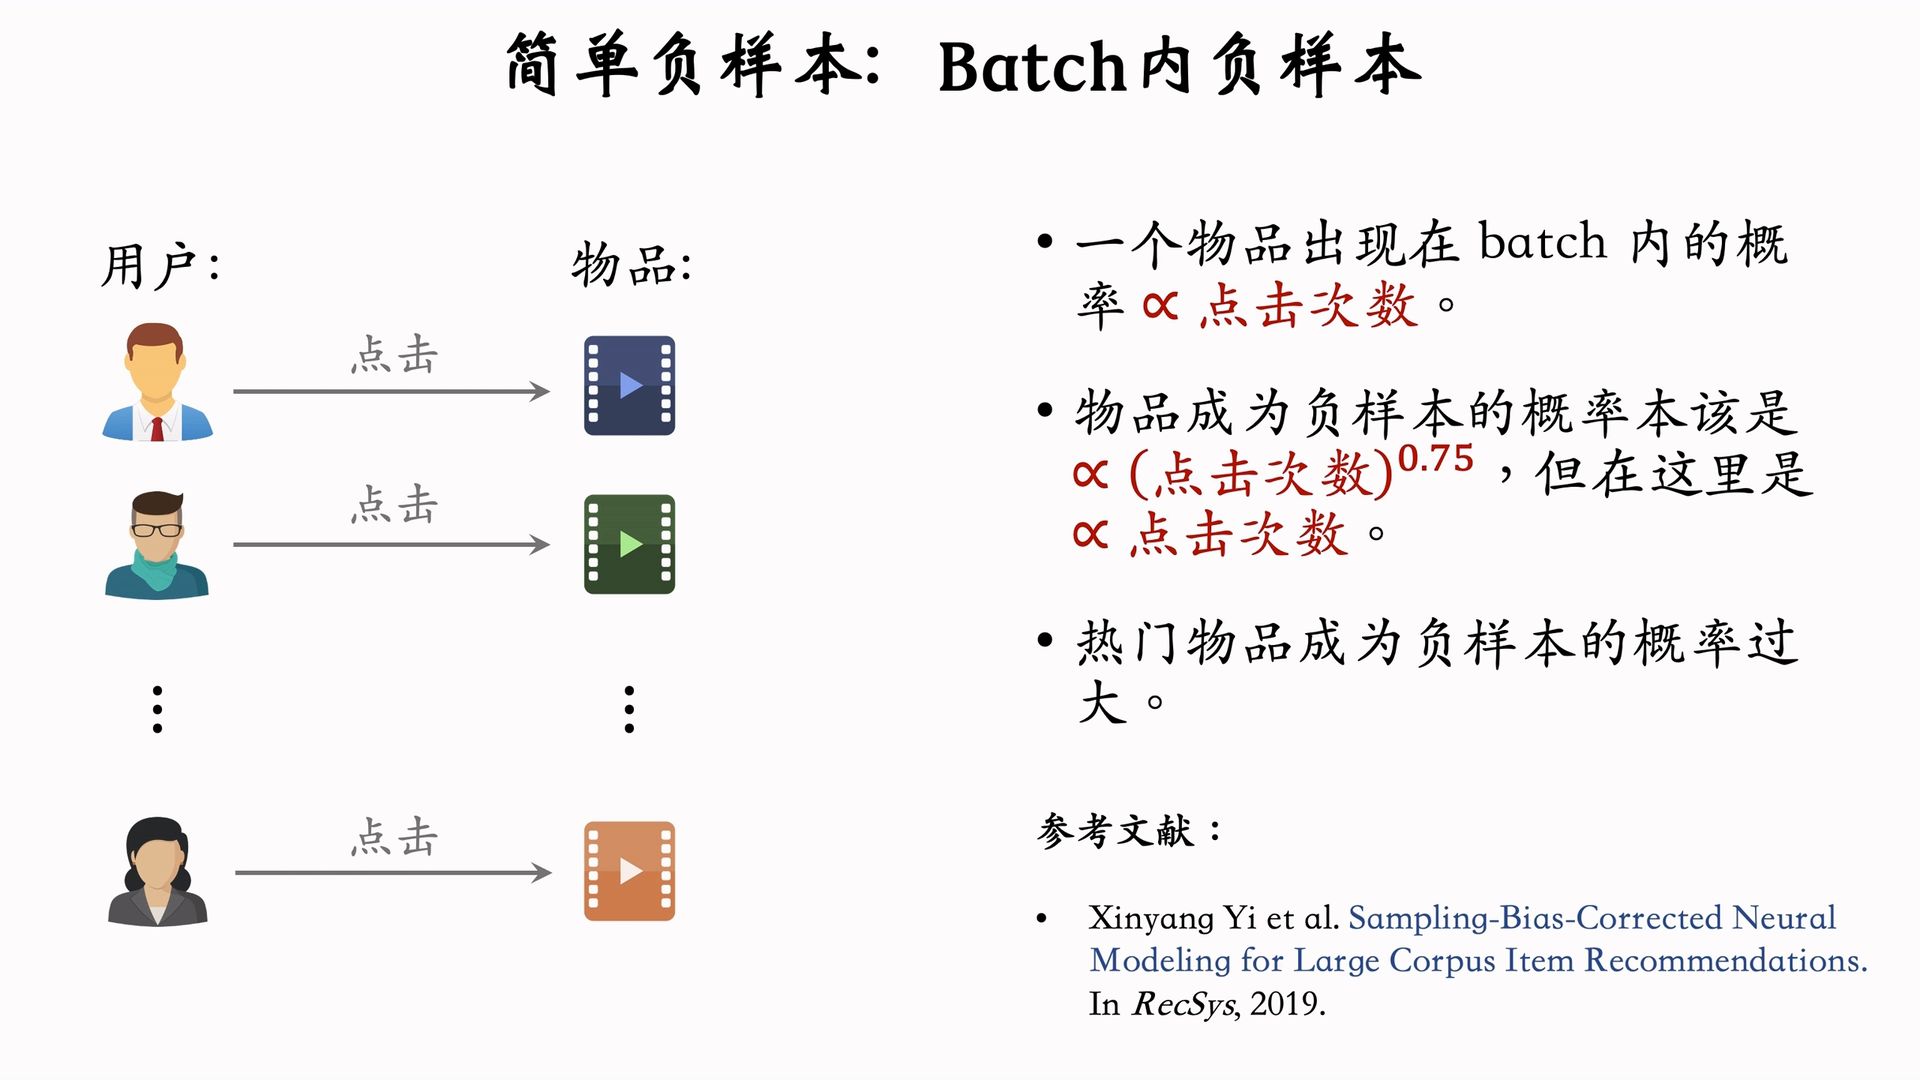 简单负样本：Batch内负样本
用户：
物品：
点击
点击
点击
• 一个物品出现在 batch 内的概
率 ∝ 点击次数。
• 物品成为负样本的概率本该是
∝ (点击次数)^0.75，但在这里是
∝ 点击次数。
• 热门物品成为负样本的概率过
大。
参考文献：
• Xinyang Yi et al. Sampling-Bias-Corrected Neural
Modeling for Large Corpus Item Recommendations.
In RecSys, 2019.